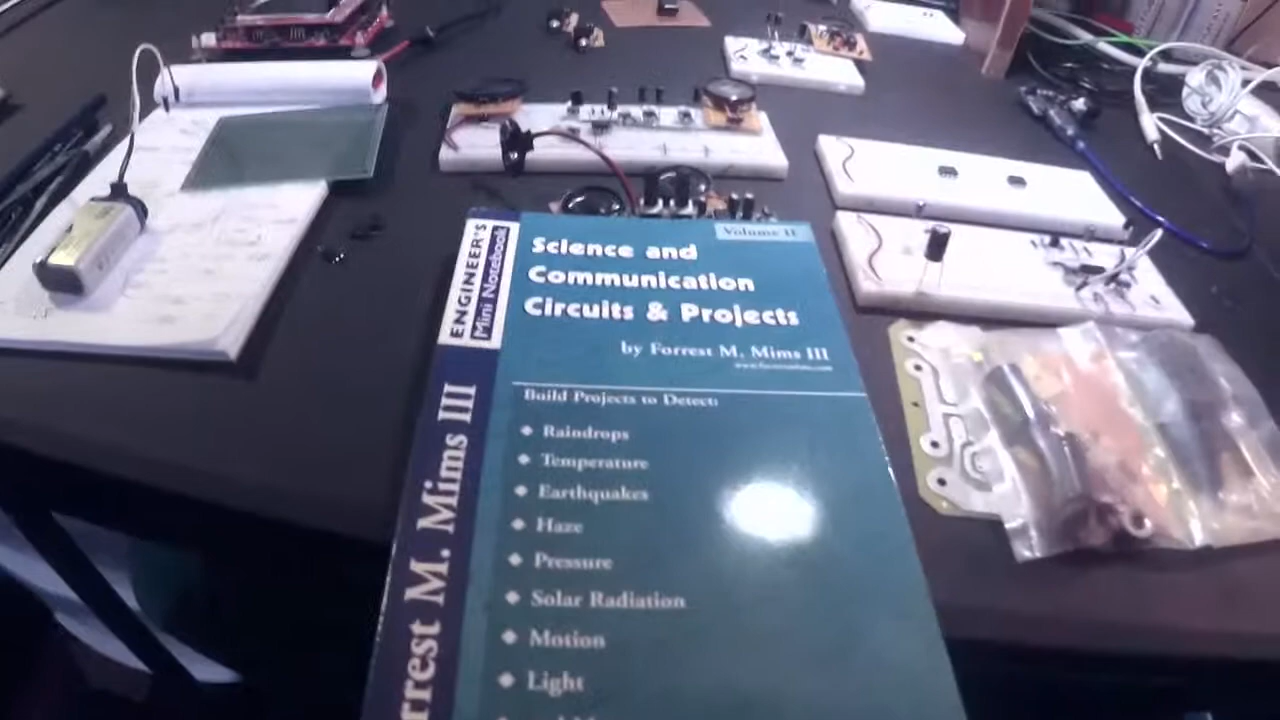 Volume II
ENGINEER'S
Mini Notebook
Science and
Communication
Circuits & Projects
by Forrest M. Mims III
Build Projects to Detect:
Raindrops
Temperature
Earthquakes
Haze
Pressure
Solar Radiation
Motion
Light
rrest M. Mims III